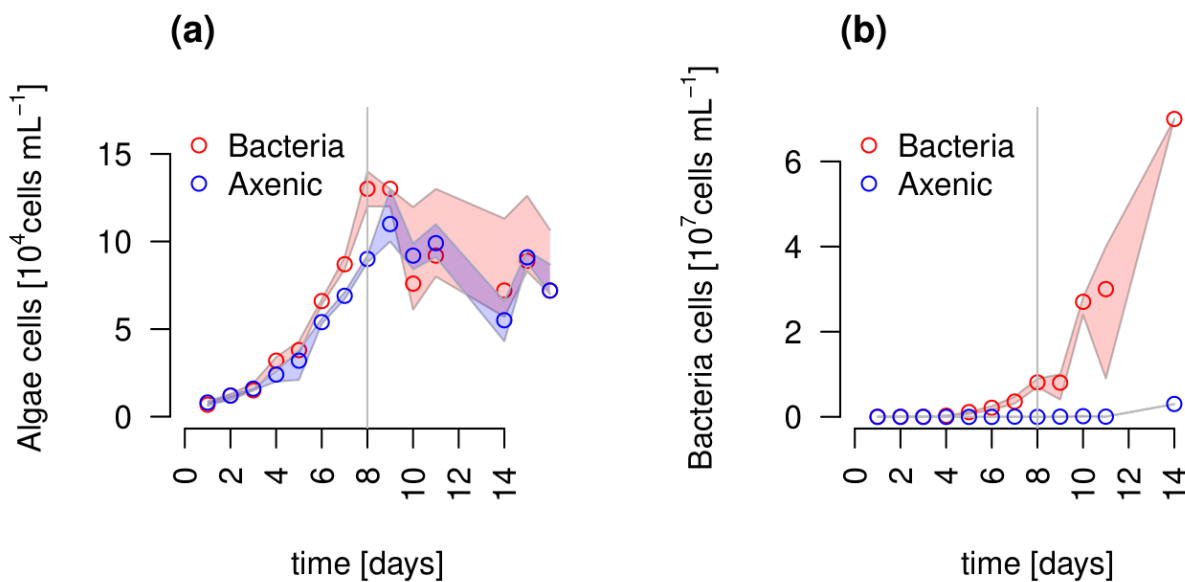 (a)
Algae cells [10⁴cells mL⁻¹]
Bacteria
Axenic
15
10
5
0
0 2 4 6 8 10 12 14
time [days]
(b)
Bacteria cells [10⁷cells mL⁻¹]
Bacteria
Axenic
6
4
2
0
0 2 4 6 8 10 12 14
time [days]